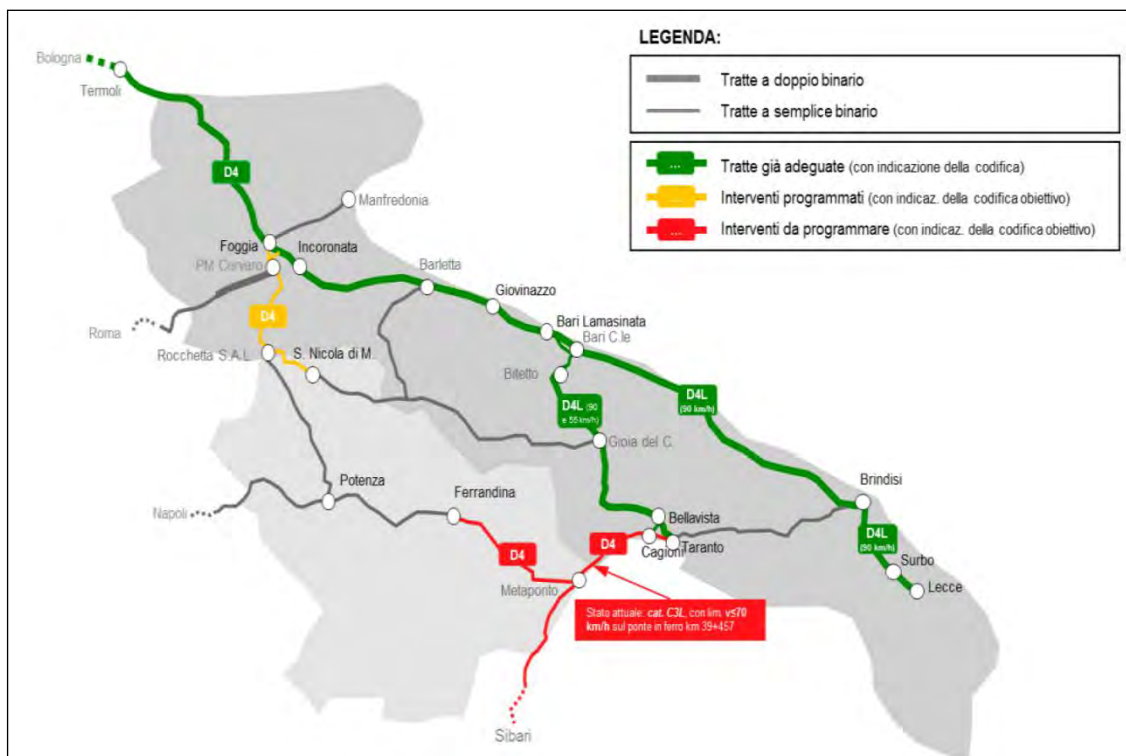 LEGENDA:
Tratte a doppio binario
Tratte a semplice binario
... Tratte già adeguate (con indicazione della codifica)
... Interventi programmati (con indicaz. della codifica obiettivo)
... Interventi da programmare (con indicaz. della codifica obiettivo)
Bologna
Termoli
D4
Manfredonia
Foggia
Incoronata
PM Cervaro
Barletta
Giovinazzo
D4
Roma
Bari Lamasinata
Bari C.le
Rocchetta S.A.L.
S. Nicola di M.
Bitetto
D4L (90
e 55 km/h)
D4L
(90 km/h)
Gioia del C.
Potenza
Ferrandina
Brindisi
Napoli
Bellavista
D4L
(90 km/h)
D4
D4
Cagioni
Taranto
Surbo
Metaponto
Lecce
Stato attuale: cat. C3L, con lim. v≤70
km/h sul ponte in ferro km 39+457
Sibari